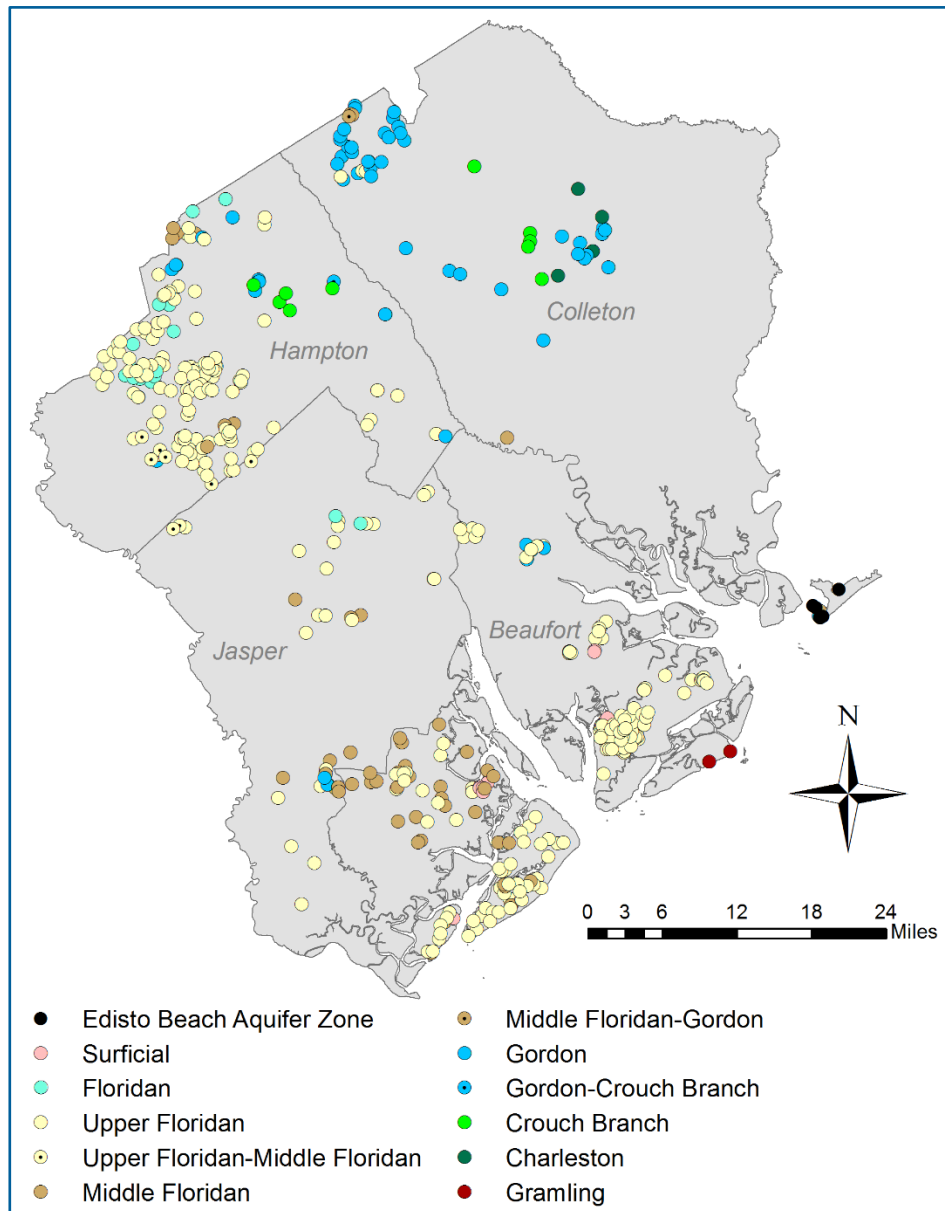 Colleton
Hampton
Beaufort
Jasper
N
0 3 6 12 18 24
Miles
Edisto Beach Aquifer Zone
Surficial
Floridan
Upper Floridan
Upper Floridan-Middle Floridan
Middle Floridan
Middle Floridan-Gordon
Gordon
Gordon-Crouch Branch
Crouch Branch
Charleston
Gramling